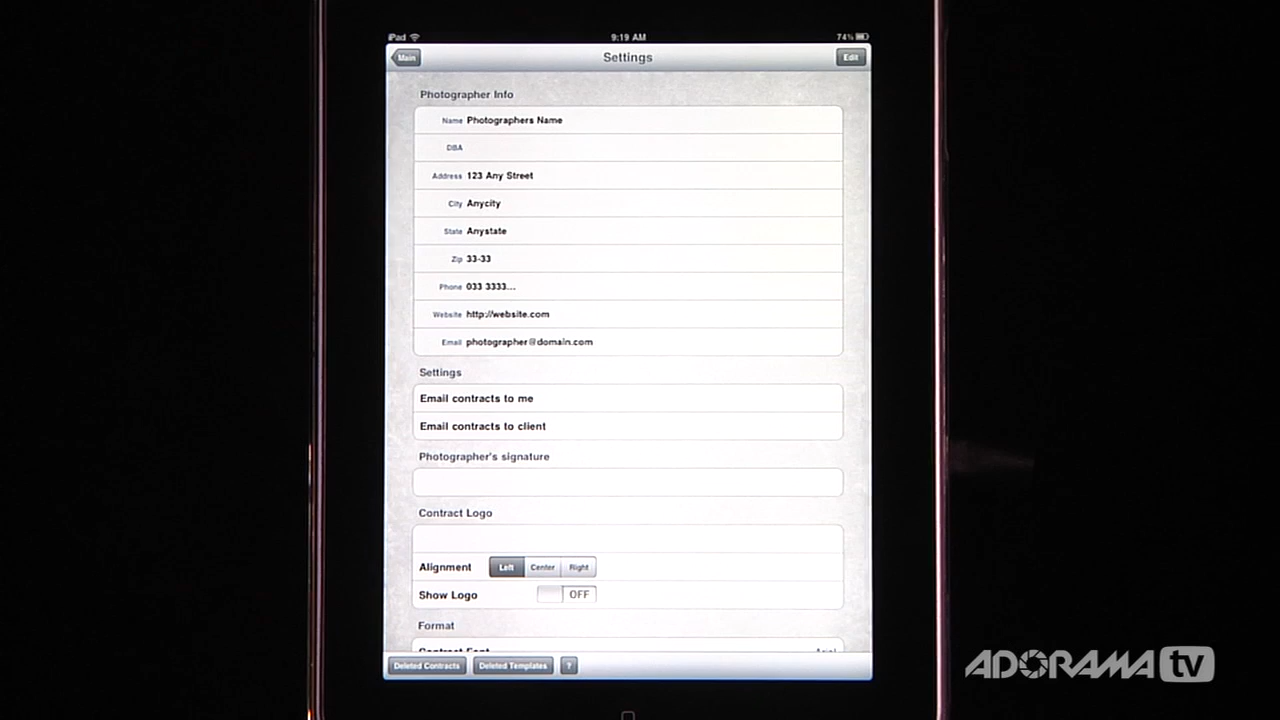 iPad 9:19 AM 74%
Main Settings Edit
Photographer Info
Name Photographers Name
DBA
Address 123 Any Street
City Anycity
State Anystate
Zip 33-33
Phone 033 3333...
Website http://website.com
Email photographer@domain.com
Settings
Email contracts to me
Email contracts to client
Photographer's signature
Contract Logo
Alignment Left Center Right
Show Logo OFF
Format
Contract Font Arial
Deleted Contracts Deleted Templates ?
ADORAMA tv